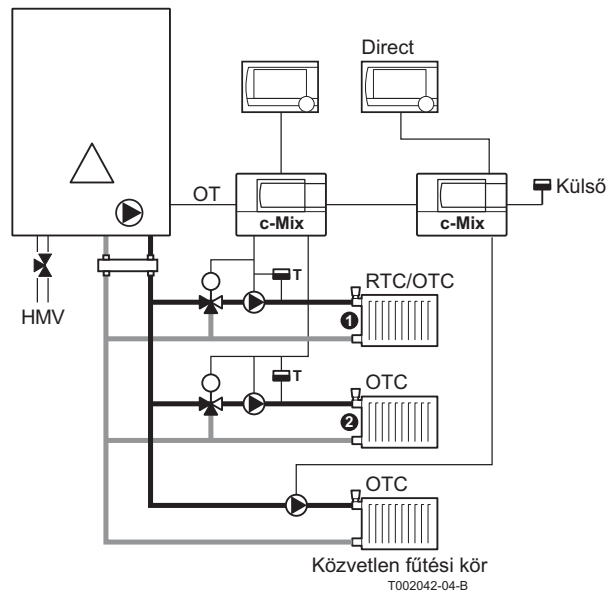 Direct
OT
c-Mix
c-Mix
Külső
T
RTC/OTC
1
HMV
T
OTC
2
OTC
Közvetlen fűtési kör
T002042-04-B